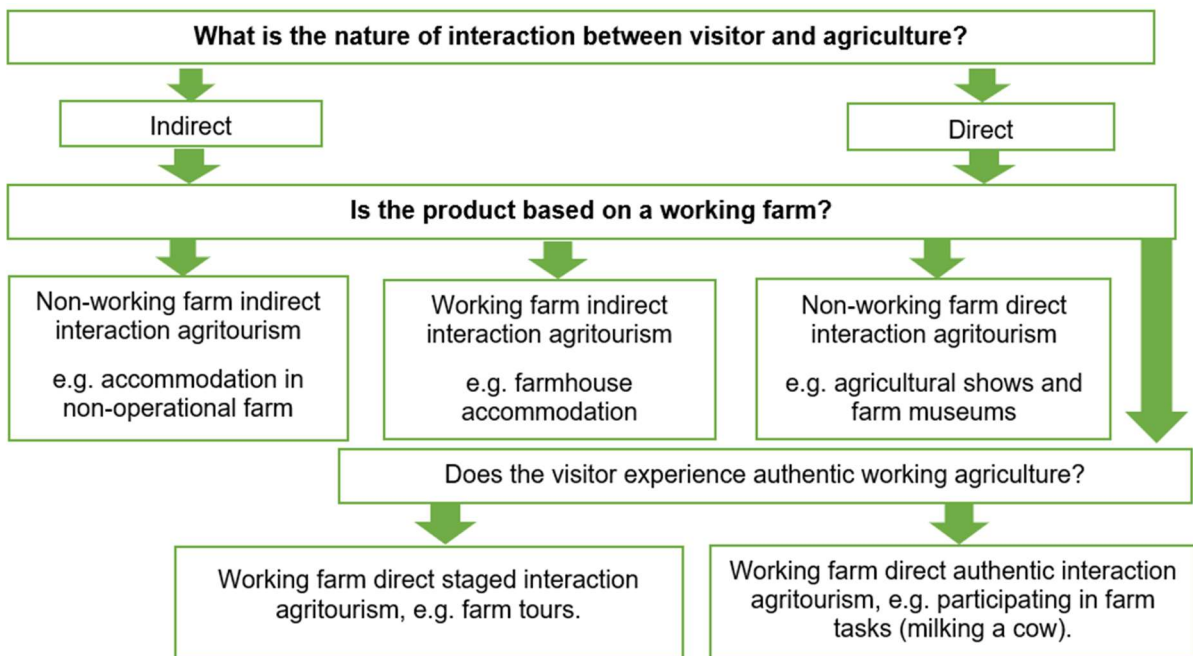 What is the nature of interaction between visitor and agriculture?
Indirect
Direct
Is the product based on a working farm?
Non-working farm indirect
interaction agritourism
e.g. accommodation in
non-operational farm
Working farm indirect
interaction agritourism
e.g. farmhouse
accommodation
Non-working farm direct
interaction agritourism
e.g. agricultural shows and
farm museums
Does the visitor experience authentic working agriculture?
Working farm direct staged interaction
agritourism, e.g. farm tours.
Working farm direct authentic interaction
agritourism, e.g. participating in farm
tasks (milking a cow).